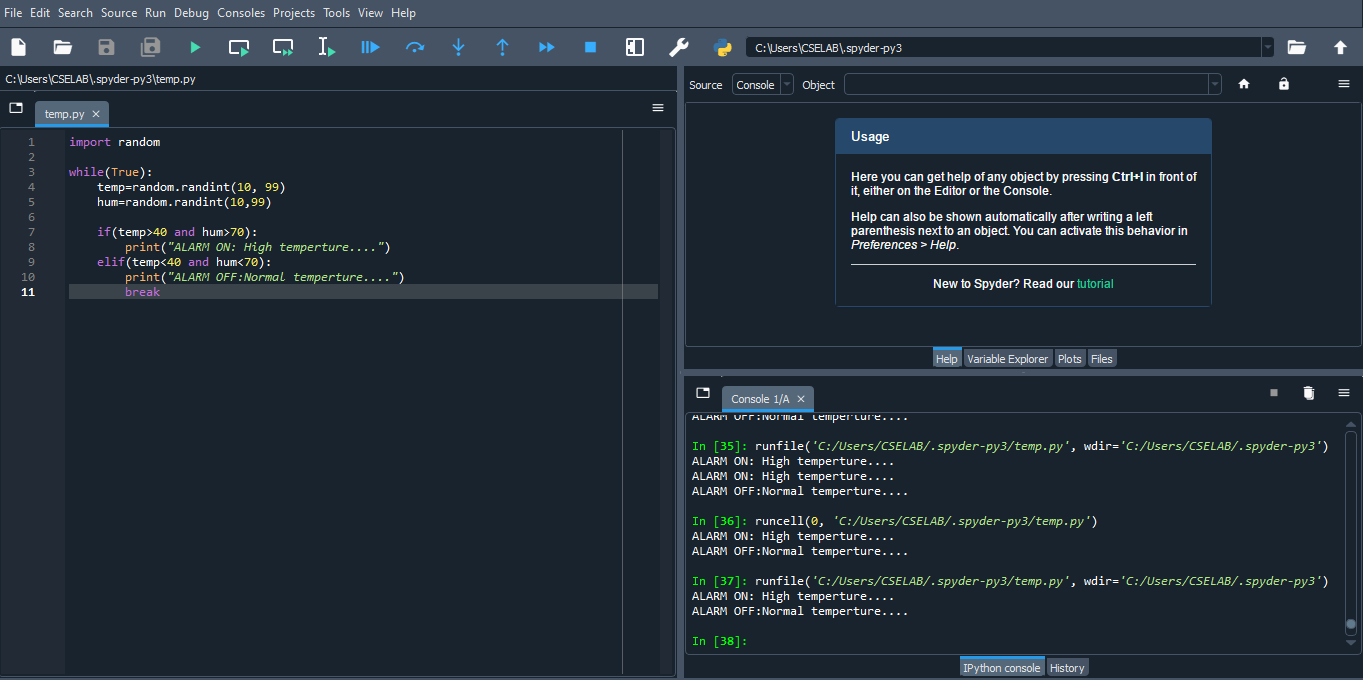 File Edit Search Source Run Debug Consoles Projects Tools View Help
C:\Users\CSELAB\.spyder-py3
C:\Users\CSELAB\.spyder-py3\temp.py
temp.py
1 import random
2
3 while(True):
4 temp=random.randint(10, 99)
5 hum=random.randint(10,99)
6
7 if(temp>40 and hum>70):
8 print("ALARM ON: High temperture....")
9 elif(temp<40 and hum<70):
10 print("ALARM OFF:Normal temperture....")
11 break
Source Console Object
Usage
Here you can get help of any object by pressing Ctrl+I in front of
it, either on the Editor or the Console.
Help can also be shown automatically after writing a left
parenthesis next to an object. You can activate this behavior in
Preferences > Help.
New to Spyder? Read our tutorial
Help Variable Explorer Plots Files
Console 1/A
ALARM OFF:Normal temperture....
In [35]: runfile('C:/Users/CSELAB/.spyder-py3/temp.py', wdir='C:/Users/CSELAB/.spyder-py3')
ALARM ON: High temperture....
ALARM ON: High temperture....
ALARM OFF:Normal temperture....
In [36]: runcell(0, 'C:/Users/CSELAB/.spyder-py3/temp.py')
ALARM ON: High temperture....
ALARM OFF:Normal temperture....
In [37]: runfile('C:/Users/CSELAB/.spyder-py3/temp.py', wdir='C:/Users/CSELAB/.spyder-py3')
ALARM ON: High temperture....
ALARM OFF:Normal temperture....
In [38]:
IPython console History